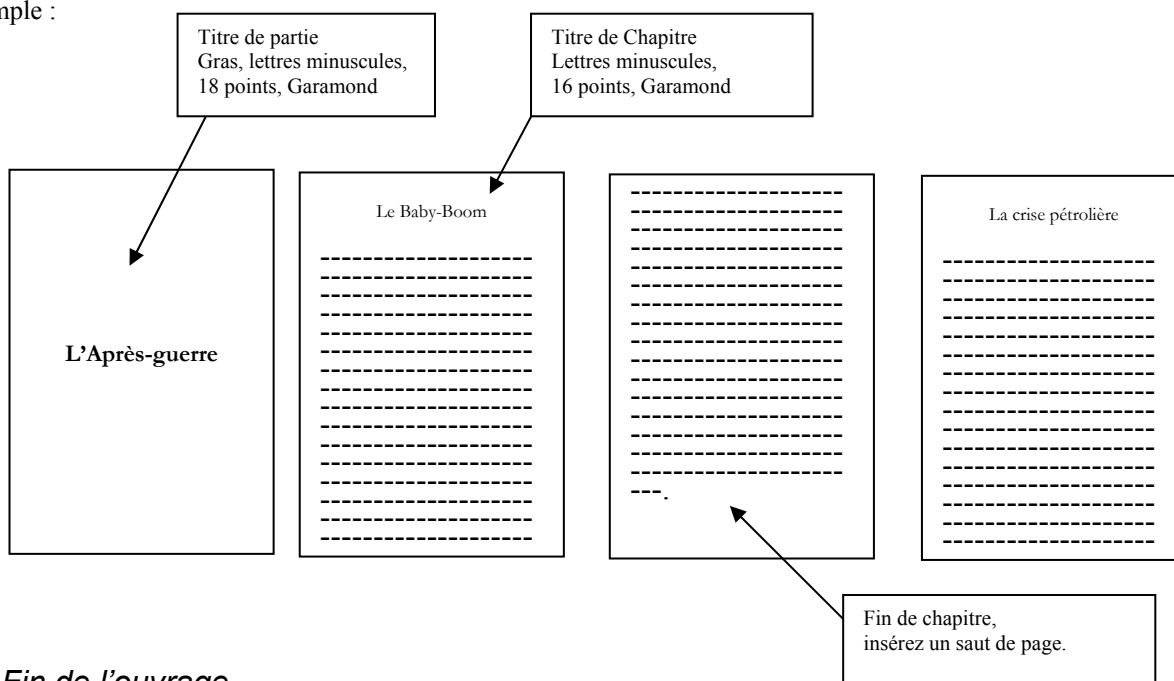 mple :
Titre de partie
Gras, lettres minuscules,
18 points, Garamond
Titre de Chapitre
Lettres minuscules,
16 points, Garamond
L’Après-guerre
Le Baby-Boom
---.
La crise pétrolière
Fin de chapitre,
insérez un saut de page.
Fin de l’ouvrage